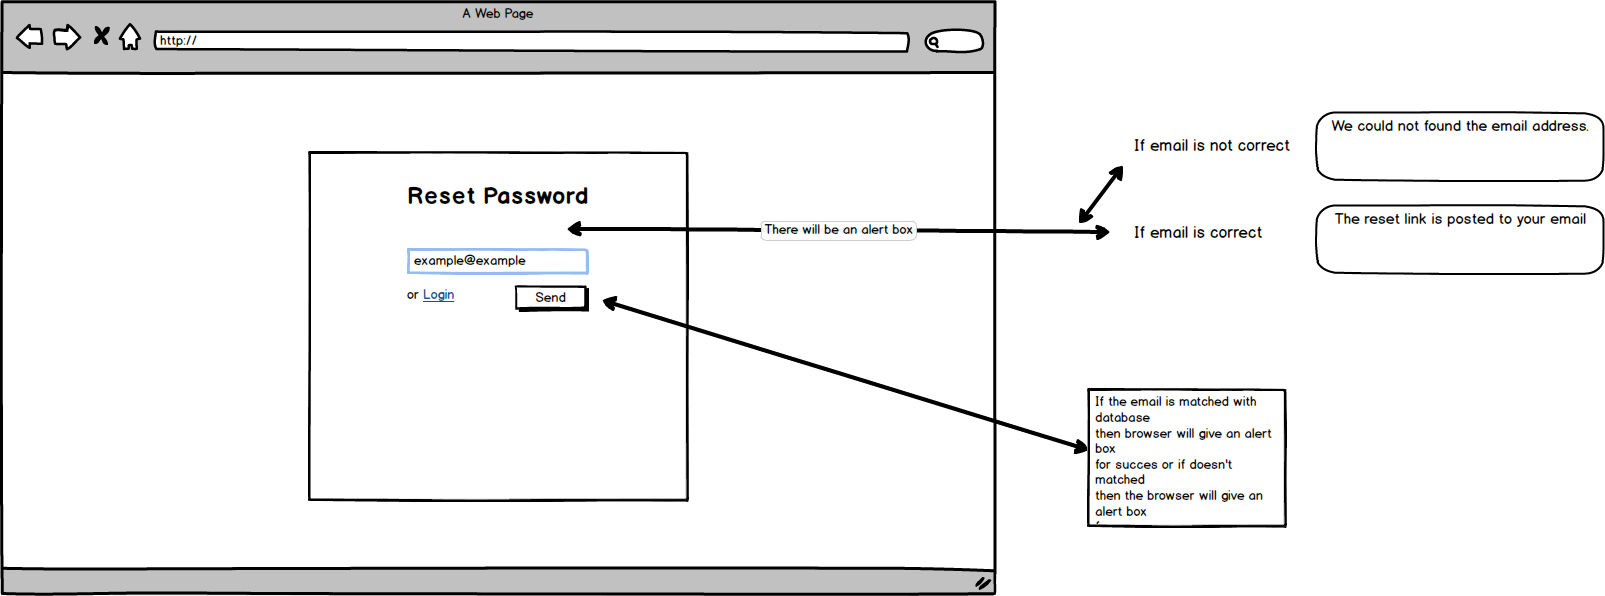 A Web Page
http://
Reset Password
There will be an alert box
example@example
or Login
Send
If email is not correct
We could not found the email address.
If email is correct
The reset link is posted to your email
If the email is matched with
database
then browser will give an alert
box
for succes or if doesn't
matched
then the browser will give an
alert box